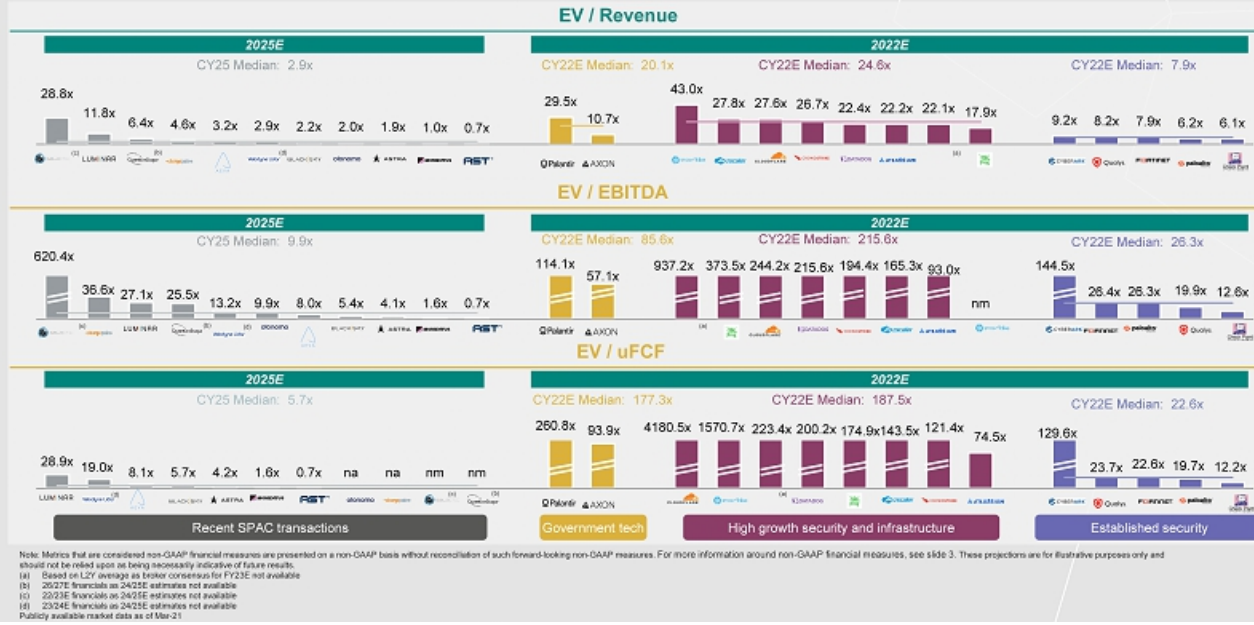 EV / Revenue
2025E
2022E
CY25 Median: 2.9x
CY22E Median: 20.1x
CY22E Median: 24.6x
CY22E Median: 7.9x
28.8x 11.8x 6.4x 4.6x 3.2x 2.9x 2.2x 2.0x 1.9x 1.0x 0.7x
29.5x 10.7x
43.0x 27.8x 27.6x 26.7x 22.4x 22.2x 22.1x 17.9x
9.2x 8.2x 7.9x 6.2x 6.1x
(c) LUMINAR (b) (d) BLACKSKY otonomo ASTRA AST
Palantir AXON
CLOUDFLARE (a)
CYBERARK Qualys FORTINET paloalto
EV / EBITDA
2025E
2022E
CY25 Median: 9.9x
CY22E Median: 85.6x
CY22E Median: 215.6x
CY22E Median: 26.3x
620.4x 36.6x 27.1x 25.5x 13.2x 9.9x 8.0x 5.4x 4.1x 1.6x 0.7x
114.1x 57.1x
937.2x 373.5x 244.2x 215.6x 194.4x 165.3x 93.0x nm
144.5x 26.4x 26.3x 19.9x 12.6x
LUMINAR (b) (d) otonomo BLACKSKY ASTRA AST
Palantir AXON
(a) CLOUDFLARE
CYBERARK FORTINET paloalto Qualys
EV / uFCF
2025E
2022E
CY25 Median: 5.7x
CY22E Median: 177.3x
CY22E Median: 187.5x
CY22E Median: 22.6x
28.9x 19.0x 8.1x 5.7x 4.2x 1.6x 0.7x na na nm nm
260.8x 93.9x
4180.5x 1570.7x 223.4x 200.2x 174.9x 143.5x 121.4x 74.5x
129.6x 23.7x 22.6x 19.7x 12.2x
LUMINAR (d) BLACKSKY ASTRA AST otonomo (c) (b)
Palantir AXON
CLOUDFLARE (a)
CYBERARK Qualys FORTINET paloalto
Recent SPAC transactions
Government tech
High growth security and infrastructure
Established security
Note: Metrics that are considered non-GAAP financial measures are presented on a non-GAAP basis without reconciliation of such forward-looking non-GAAP measures. For more information around non-GAAP financial measures, see slide 3. These projections are for illustrative purposes only and
should not be relied upon as being necessarily indicative of future results.
(a) Based on L2Y average as broker consensus for FY23E not available
(b) 26/27E financials as 24/25E estimates not available
(c) 22/23E financials as 24/25E estimates not available
(d) 23/24E financials as 24/25E estimates not available
Publicly available market data as of Mar-21